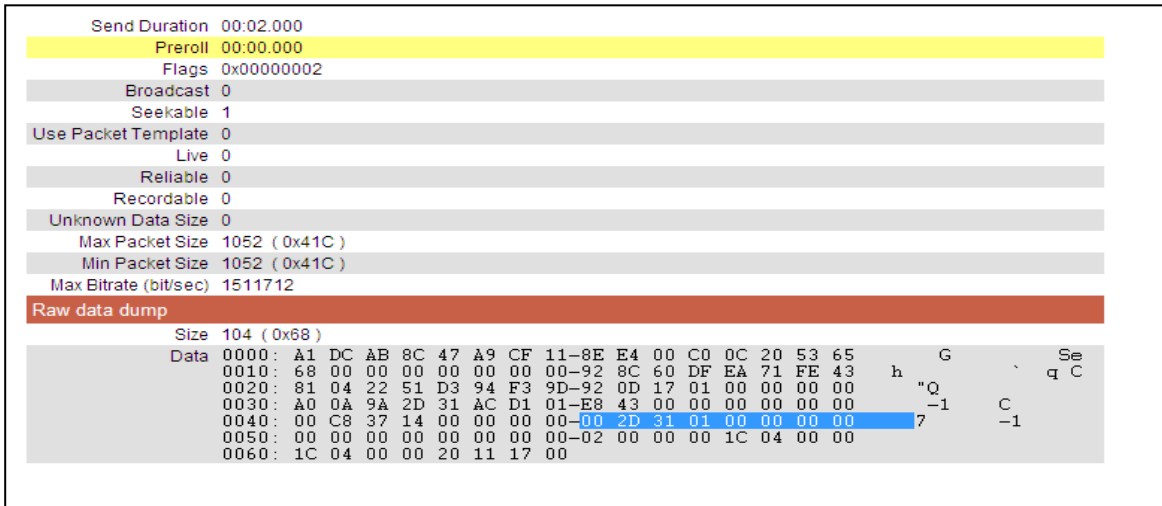 Send Duration 00:02.000
Preroll 00:00.000
Flags 0x00000002
Broadcast 0
Seekable 1
Use Packet Template 0
Live 0
Reliable 0
Recordable 0
Unknown Data Size 0
Max Packet Size 1052 ( 0x41C )
Min Packet Size 1052 ( 0x41C )
Max Bitrate (bit/sec) 1511712
Raw data dump
Size 104 ( 0x68 )
Data 0000: A1 DC AB 8C 47 A9 CF 11-8E E4 00 C0 0C 20 53 65 G Se
0010: 68 00 00 00 00 00 00 00-92 8C 60 DF EA 71 FE 43 h ` q C
0020: 81 04 22 51 D3 94 F3 9D-92 0D 17 01 00 00 00 00 "Q
0030: A0 0A 9A 2D 31 AC D1 01-E8 43 00 00 00 00 00 00 -1 C
0040: 00 C8 37 14 00 00 00 00-00 2D 31 01 00 00 00 00 7 -1
0050: 00 00 00 00 00 00 00 00-02 00 00 00 1C 04 00 00
0060: 1C 04 00 00 20 11 17 00